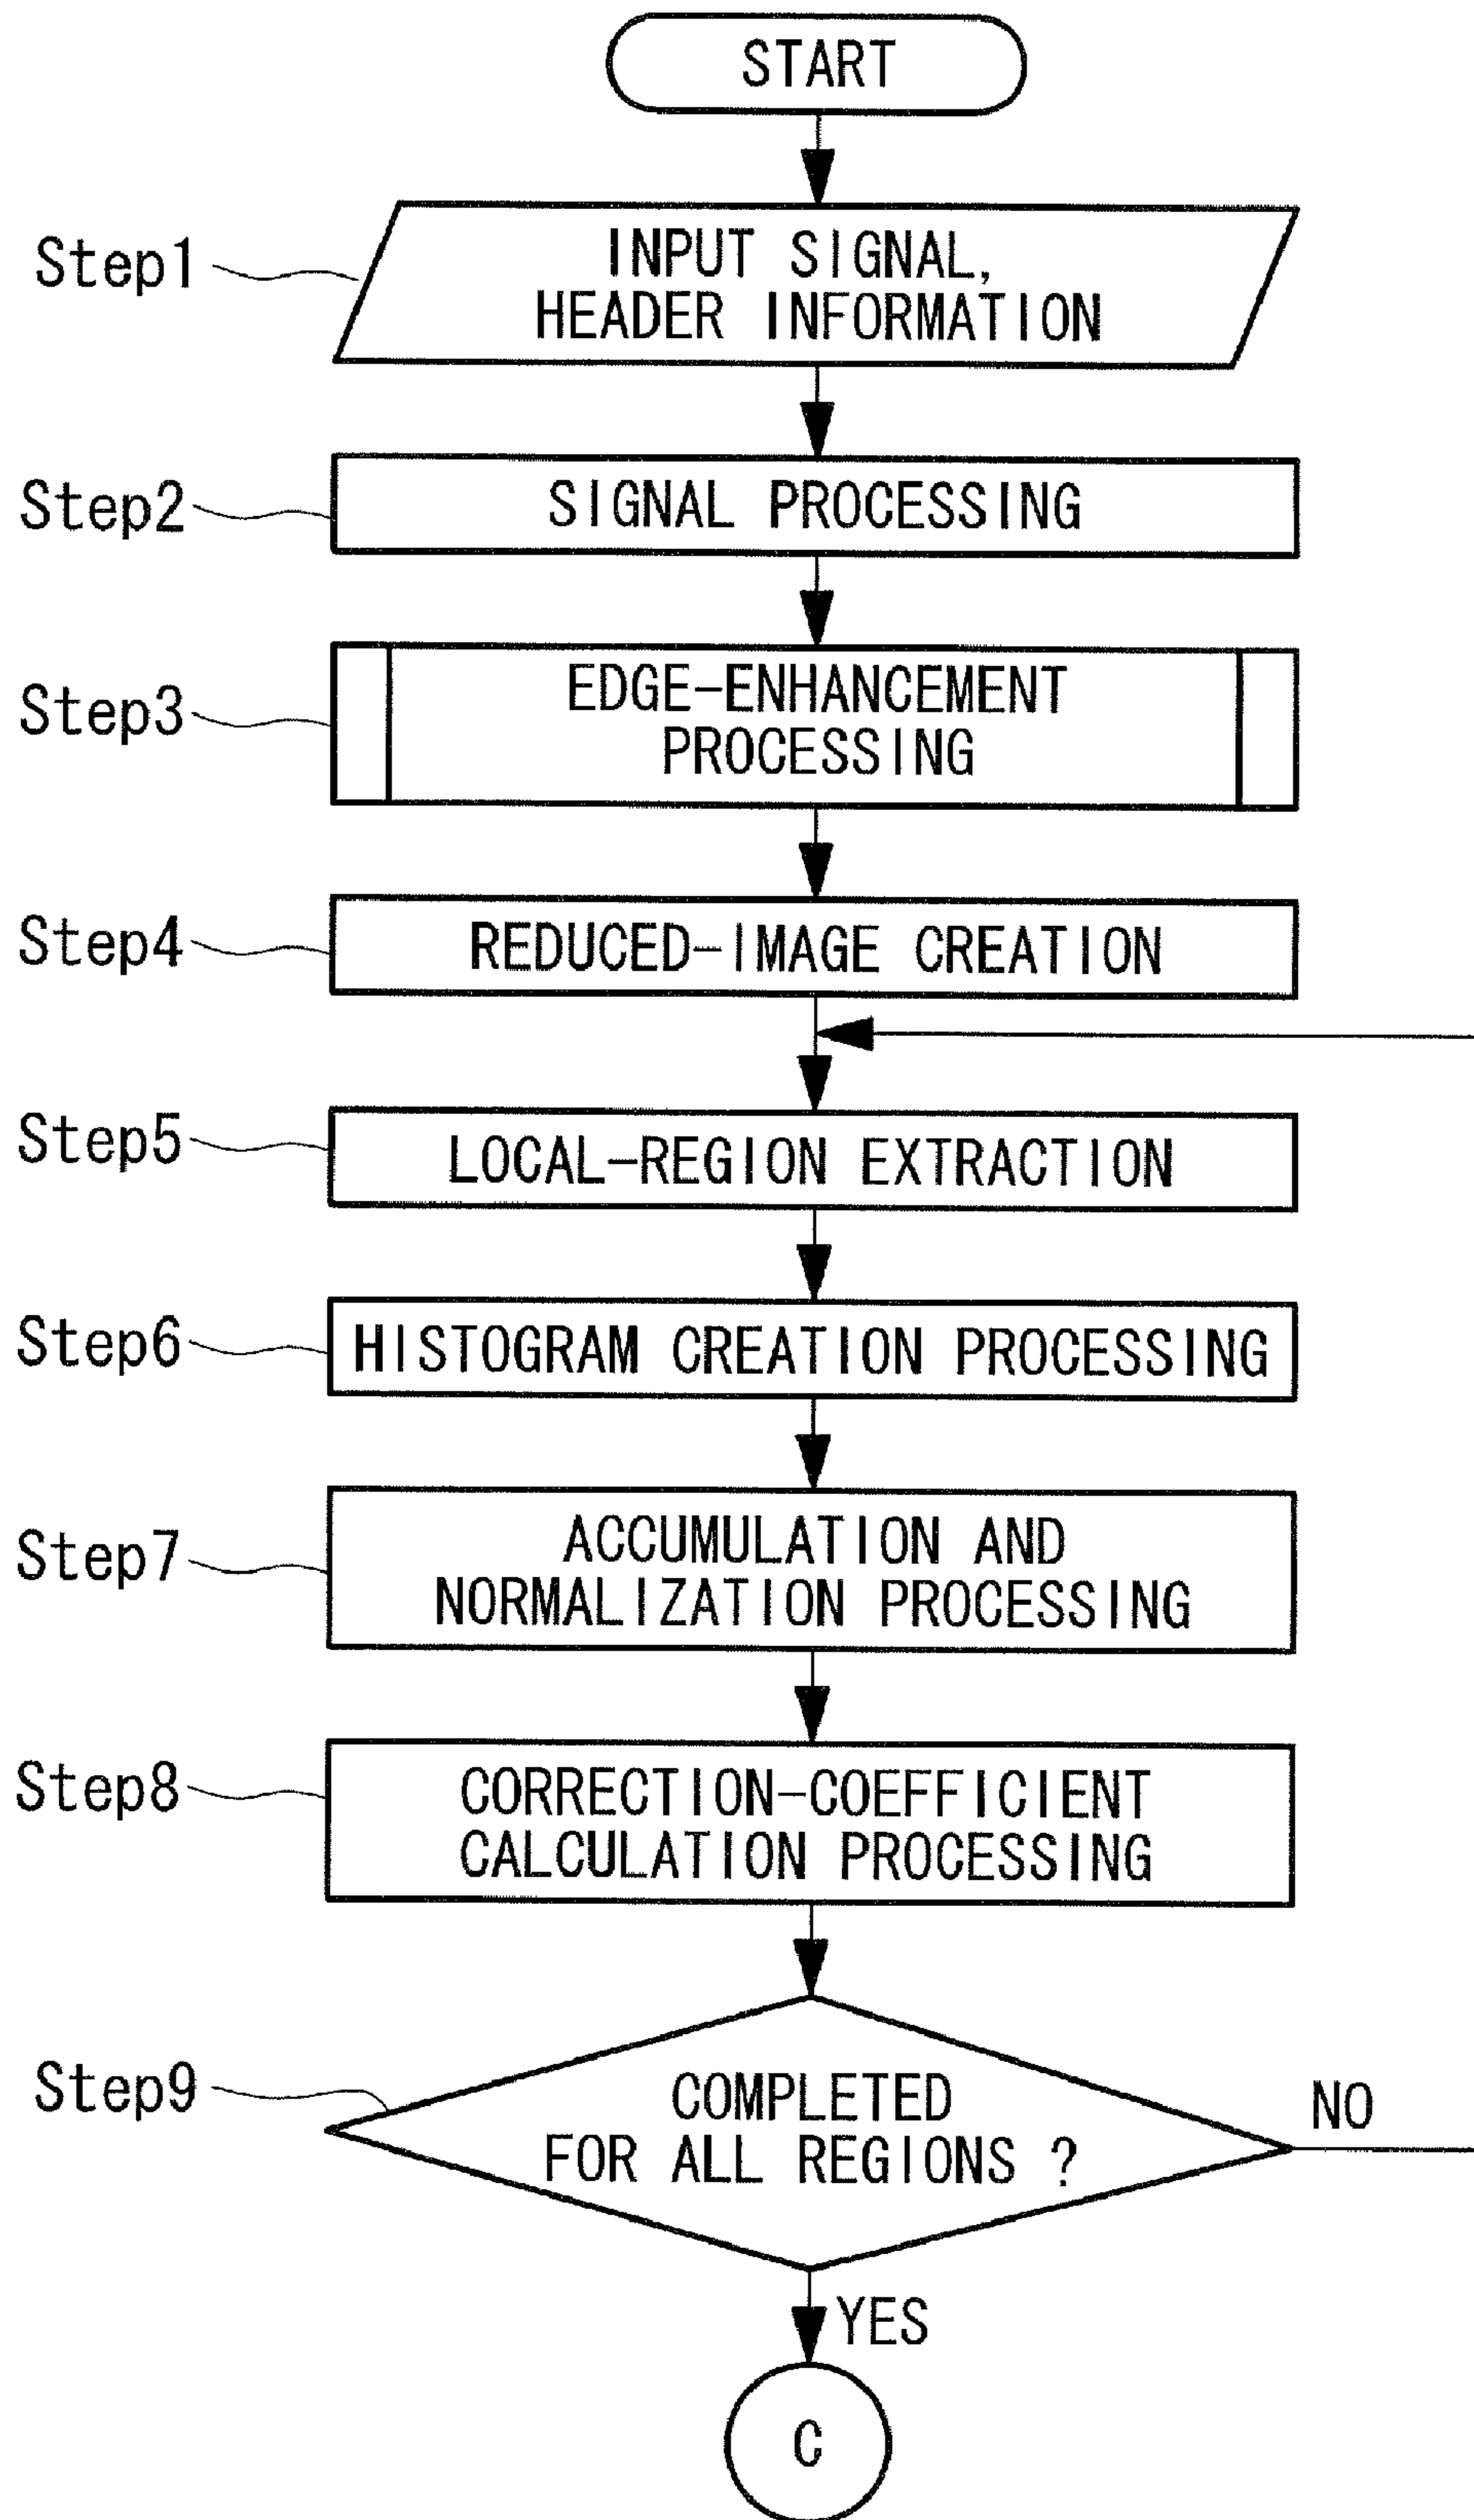 START
Step1
INPUT SIGNAL,
HEADER INFORMATION
Step2
SIGNAL PROCESSING
Step3
EDGE-ENHANCEMENT
PROCESSING
Step4
REDUCED-IMAGE CREATION
Step5
LOCAL-REGION EXTRACTION
Step6
HISTOGRAM CREATION PROCESSING
Step7
ACCUMULATION AND
NORMALIZATION PROCESSING
Step8
CORRECTION-COEFFICIENT
CALCULATION PROCESSING
Step9
COMPLETED
FOR ALL REGIONS ?
NO
YES
C